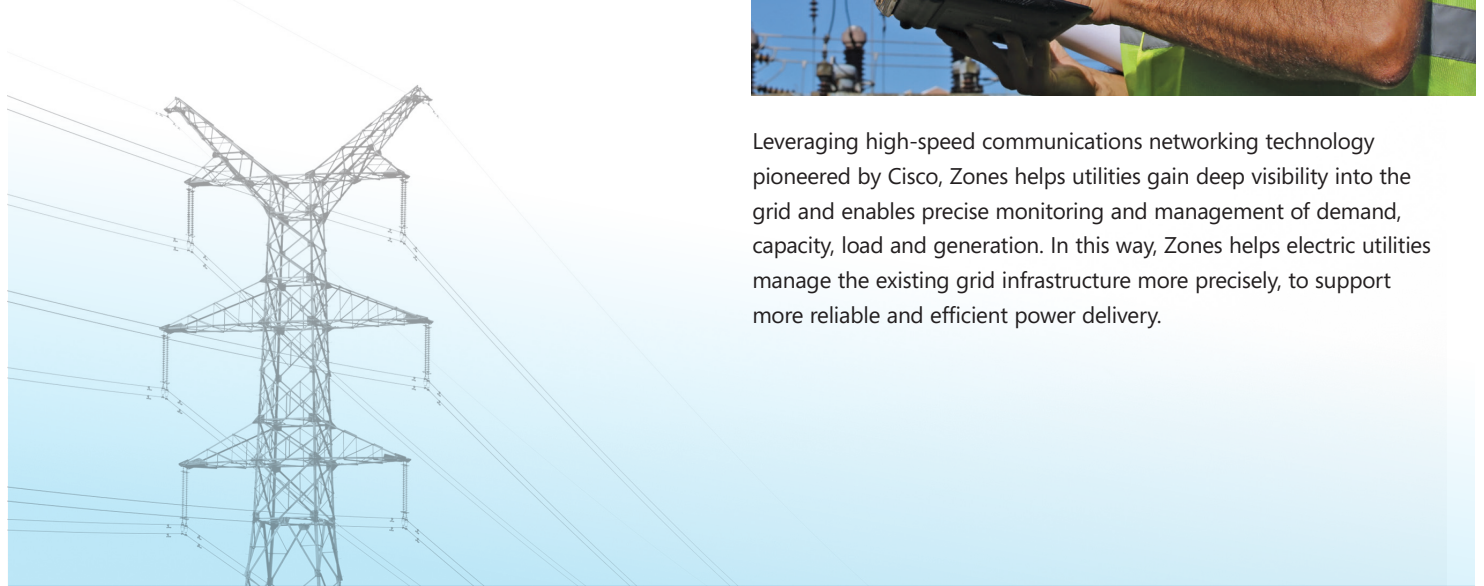 Leveraging high-speed communications networking technology
pioneered by Cisco, Zones helps utilities gain deep visibility into the
grid and enables precise monitoring and management of demand,
capacity, load and generation. In this way, Zones helps electric utilities
manage the existing grid infrastructure more precisely, to support
more reliable and efficient power delivery.